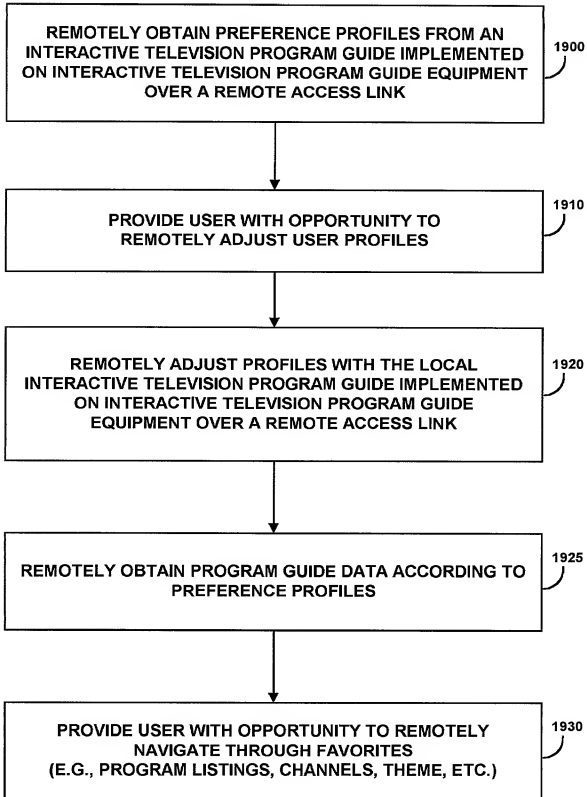 REMOTELY OBTAIN PREFERENCE PROFILES FROM AN
INTERACTIVE TELEVISION PROGRAM GUIDE IMPLEMENTED
ON INTERACTIVE TELEVISION PROGRAM GUIDE EQUIPMENT
OVER A REMOTE ACCESS LINK
1900
PROVIDE USER WITH OPPORTUNITY TO
REMOTELY ADJUST USER PROFILES
1910
REMOTELY ADJUST PROFILES WITH THE LOCAL
INTERACTIVE TELEVISION PROGRAM GUIDE IMPLEMENTED
ON INTERACTIVE TELEVISION PROGRAM GUIDE
EQUIPMENT OVER A REMOTE ACCESS LINK
1920
REMOTELY OBTAIN PROGRAM GUIDE DATA ACCORDING TO
PREFERENCE PROFILES
1925
PROVIDE USER WITH OPPORTUNITY TO REMOTELY
NAVIGATE THROUGH FAVORITES
(E.G., PROGRAM LISTINGS, CHANNELS, THEME, ETC.)
1930